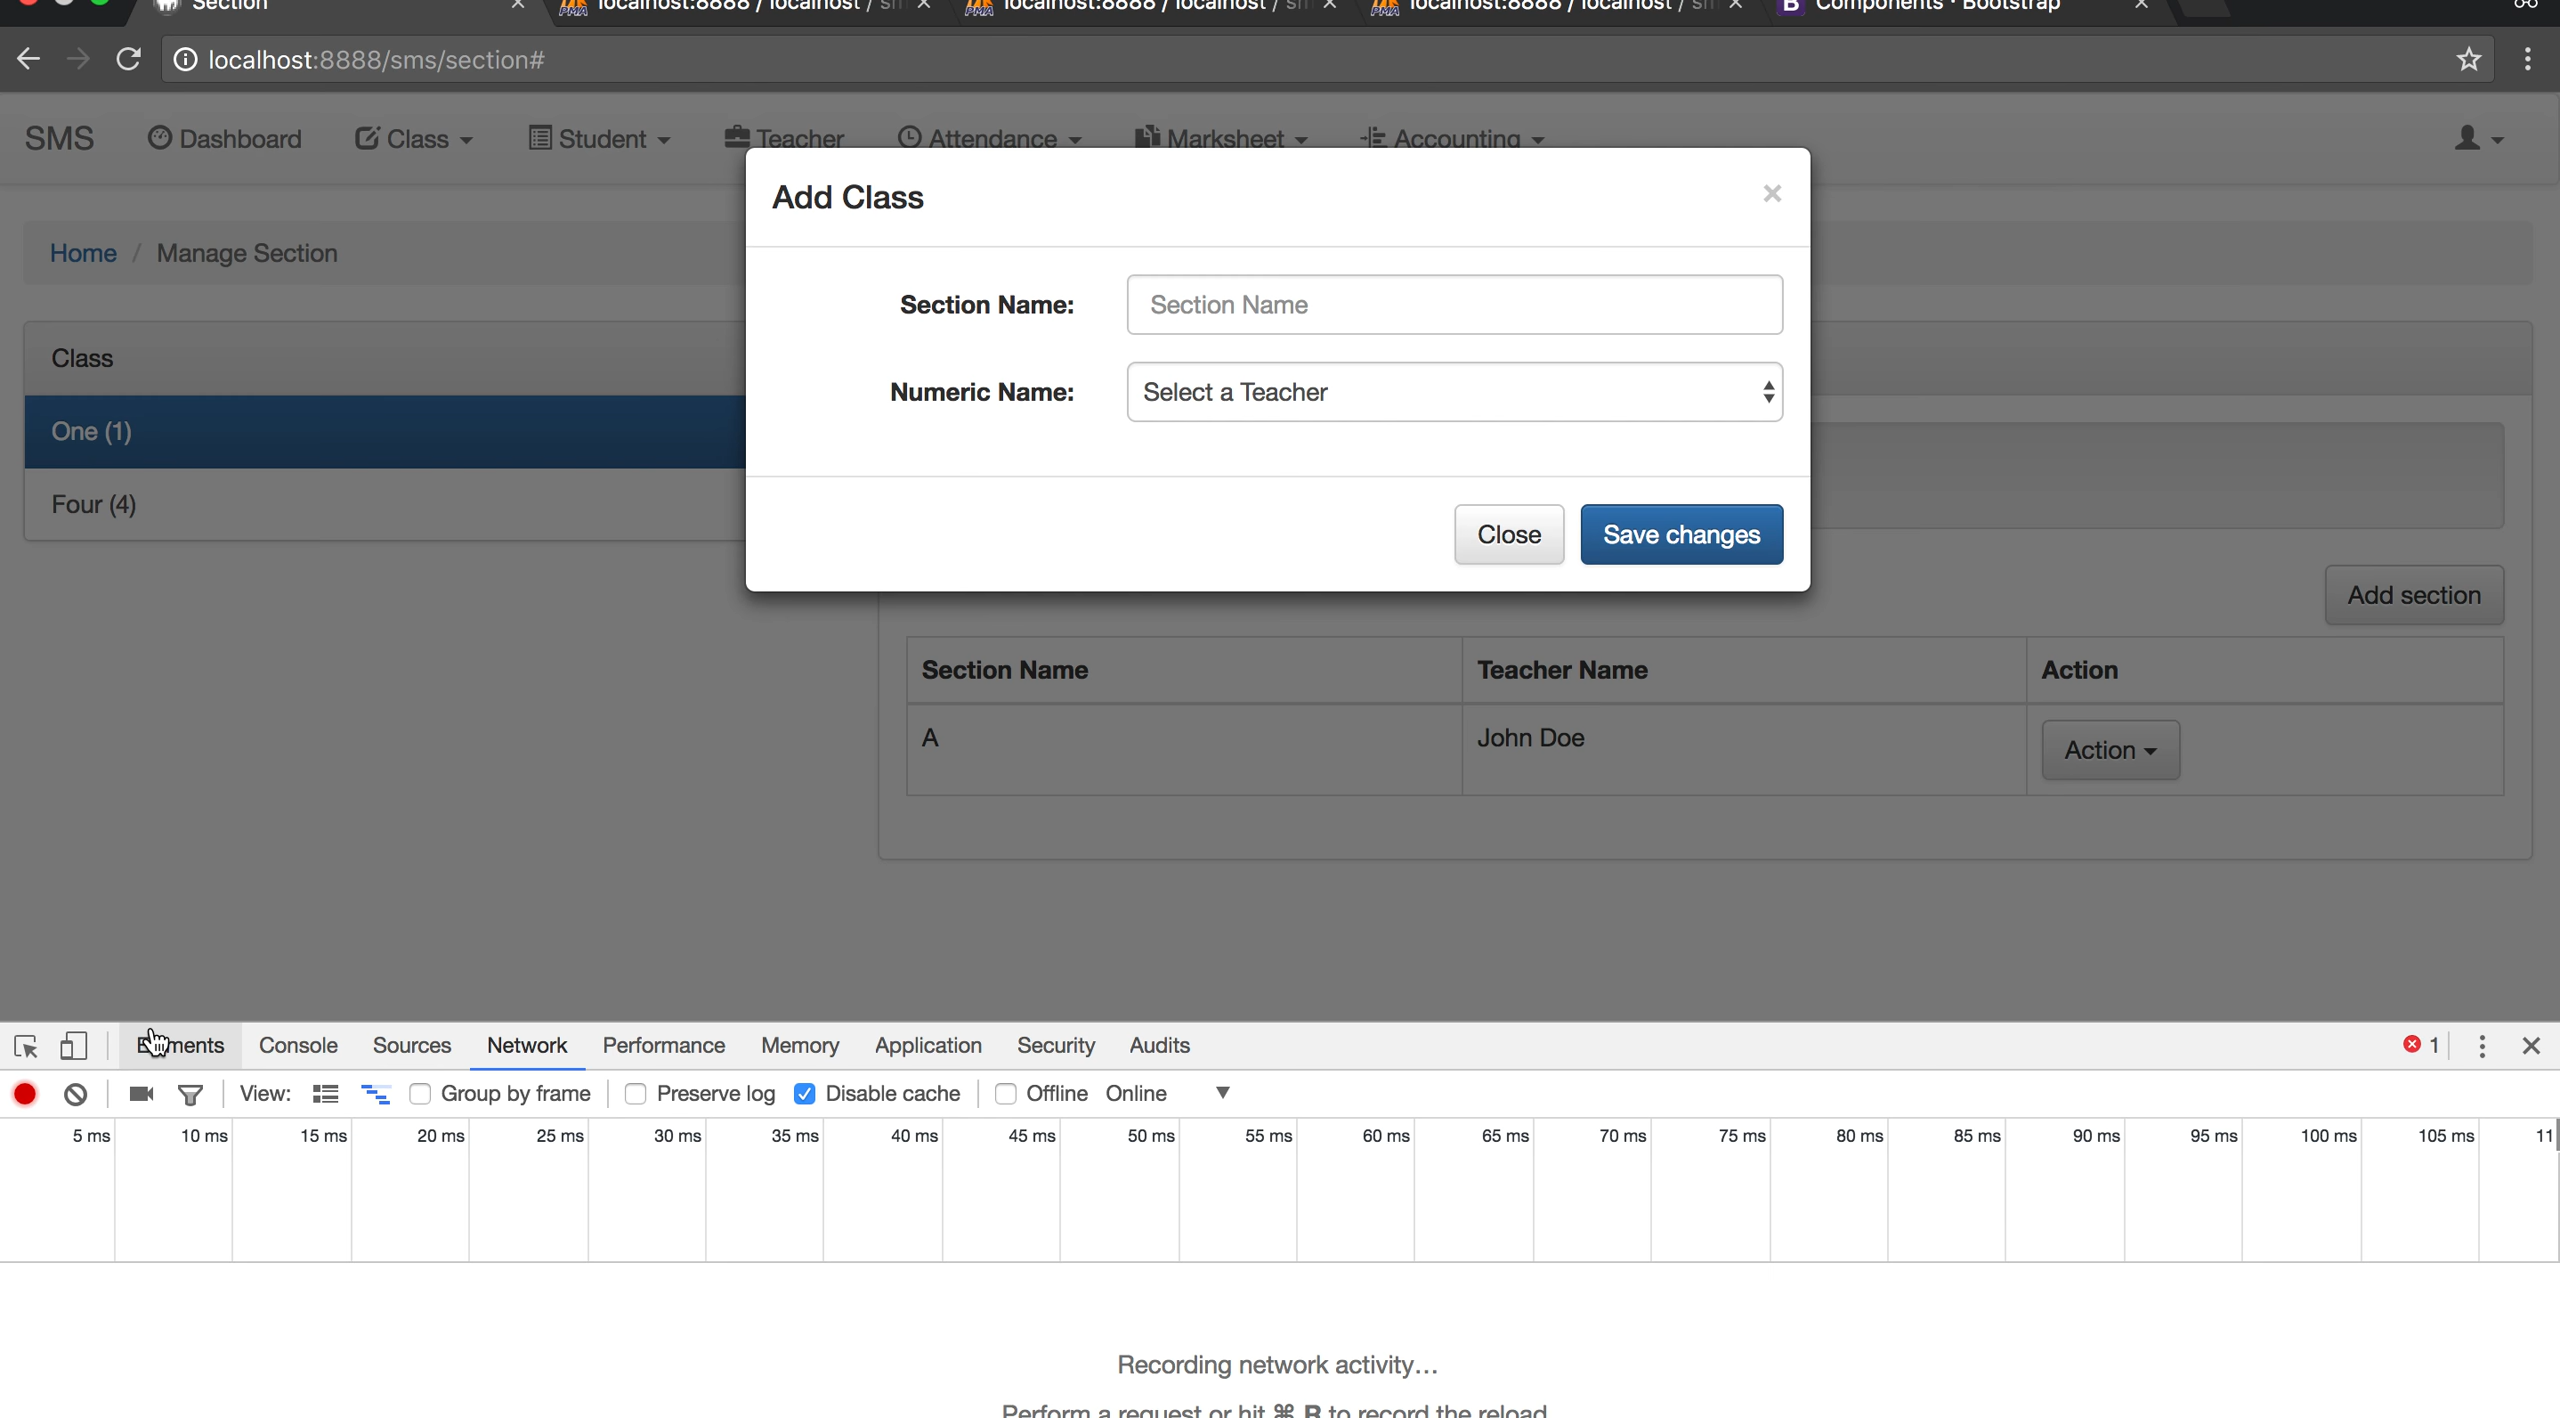 Section
localhost:8888 / localhost / sm
localhost:8888 / localhost / sm
localhost:8888 / localhost / sm
B Components · Bootstrap
localhost:8888/sms/section#
SMS Dashboard Class Student Teacher Attendance Marksheet Accounting
Add Class ×
Home / Manage Section
Section Name: Section Name
Numeric Name: Select a Teacher
Class
One (1)
Four (4)
Close Save changes
Add section
Section Name Teacher Name Action
A John Doe Action
Elements Console Sources Network Performance Memory Application Security Audits 1
View: Group by frame Preserve log Disable cache Offline Online
5 ms 10 ms 15 ms 20 ms 25 ms 30 ms 35 ms 40 ms 45 ms 50 ms 55 ms 60 ms 65 ms 70 ms 75 ms 80 ms 85 ms 90 ms 95 ms 100 ms 105 ms 11
Recording network activity…
Perform a request or hit ⌘ R to record the reload.